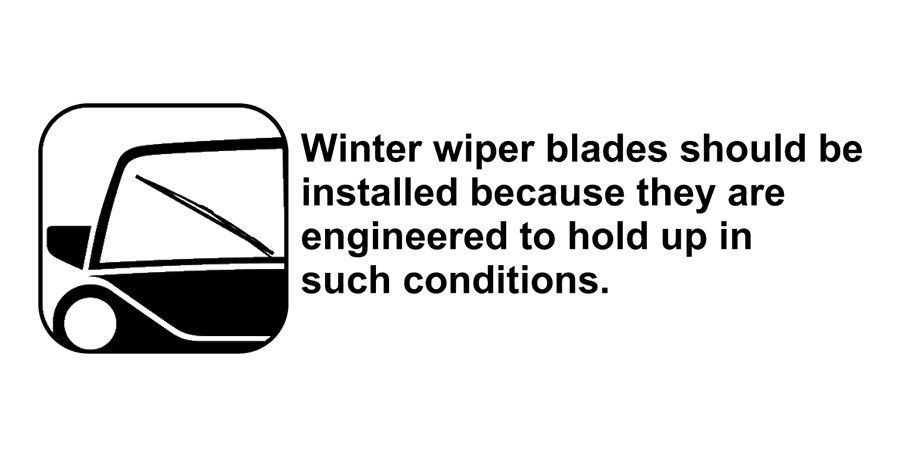 Winter wiper blades should be
installed because they are
engineered to hold up in
such conditions.